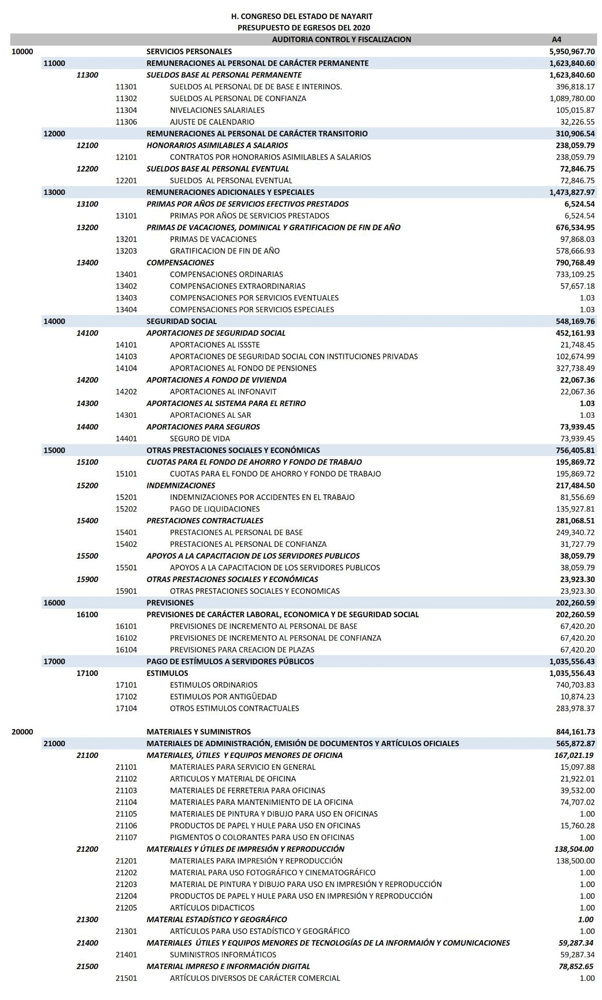 H. CONGRESO DEL ESTADO DE NAYARIT
PRESUPUESTO DE EGRESOS DEL 2020
AUDITORIA CONTROL Y FISCALIZACION A4
10000 SERVICIOS PERSONALES 5,950,967.70
11000 REMUNERACIONES AL PERSONAL DE CARÁCTER PERMANENTE 1,623,840.60
11300 SUELDOS BASE AL PERSONAL PERMANENTE 1,623,840.60
11301 SUELDOS AL PERSONAL DE DE BASE E INTERINOS. 396,818.17
11302 SUELDOS AL PERSONAL DE CONFIANZA 1,089,780.00
11304 NIVELACIONES SALARIALES 105,015.87
11306 AJUSTE DE CALENDARIO 32,226.55
12000 REMUNERACIONES AL PERSONAL DE CARÁCTER TRANSITORIO 310,906.54
12100 HONORARIOS ASIMILABLES A SALARIOS 238,059.79
12101 CONTRATOS POR HONORARIOS ASIMILABLES A SALARIOS 238,059.79
12200 SUELDOS BASE AL PERSONAL EVENTUAL 72,846.75
12201 SUELDOS AL PERSONAL EVENTUAL 72,846.75
13000 REMUNERACIONES ADICIONALES Y ESPECIALES 1,473,827.97
13100 PRIMAS POR AÑOS DE SERVICIOS EFECTIVOS PRESTADOS 6,524.54
13101 PRIMAS POR AÑOS DE SERVICIOS PRESTADOS 6,524.54
13200 PRIMAS DE VACACIONES, DOMINICAL Y GRATIFICACION DE FIN DE AÑO 676,534.95
13201 PRIMAS DE VACACIONES 97,868.03
13203 GRATIFICACION DE FIN DE AÑO 578,666.93
13400 COMPENSACIONES 790,768.49
13401 COMPENSACIONES ORDINARIAS 733,109.25
13402 COMPENSACIONES EXTRAORDINARIAS 57,657.18
13403 COMPENSACIONES POR SERVICIOS EVENTUALES 1.03
13404 COMPENSACIONES POR SERVICIOS ESPECIALES 1.03
14000 SEGURIDAD SOCIAL 548,169.76
14100 APORTACIONES DE SEGURIDAD SOCIAL 452,161.93
14101 APORTACIONES AL ISSSTE 21,748.45
14103 APORTACIONES DE SEGURIDAD SOCIAL CON INSTITUCIONES PRIVADAS 102,674.99
14104 APORTACIONES AL FONDO DE PENSIONES 327,738.49
14200 APORTACIONES A FONDO DE VIVIENDA 22,067.36
14202 APORTACIONES AL INFONAVIT 22,067.36
14300 APORTACIONES AL SISTEMA PARA EL RETIRO 1.03
14301 APORTACIONES AL SAR 1.03
14400 APORTACIONES PARA SEGUROS 73,939.45
14401 SEGURO DE VIDA 73,939.45
15000 OTRAS PRESTACIONES SOCIALES Y ECONÓMICAS 756,405.81
15100 CUOTAS PARA EL FONDO DE AHORRO Y FONDO DE TRABAJO 195,869.72
15101 CUOTAS PARA EL FONDO DE AHORRO Y FONDO DE TRABAJO 195,869.72
15200 INDEMNIZACIONES 217,484.50
15201 INDEMNIZACIONES POR ACCIDENTES EN EL TRABAJO 81,556.69
15202 PAGO DE LIQUIDACIONES 135,927.81
15400 PRESTACIONES CONTRACTUALES 281,068.51
15401 PRESTACIONES AL PERSONAL DE BASE 249,340.72
15402 PRESTACIONES AL PERSONAL DE CONFIANZA 31,727.79
15500 APOYOS A LA CAPACITACION DE LOS SERVIDORES PUBLICOS 38,059.79
15501 APOYOS A LA CAPACITACION DE LOS SERVIDORES PUBLICOS 38,059.79
15900 OTRAS PRESTACIONES SOCIALES Y ECONÓMICAS 23,923.30
15901 OTRAS PRESTACIONES SOCIALES Y ECONOMICAS 23,923.30
16000 PREVISIONES 202,260.59
16100 PREVISIONES DE CARÁCTER LABORAL, ECONOMICA Y DE SEGURIDAD SOCIAL 202,260.59
16101 PREVISIONES DE INCREMENTO AL PERSONAL DE BASE 67,420.20
16102 PREVISIONES DE INCREMENTO AL PERSONAL DE CONFIANZA 67,420.20
16104 PREVISIONES PARA CREACION DE PLAZAS 67,420.20
17000 PAGO DE ESTÍMULOS A SERVIDORES PÚBLICOS 1,035,556.43
17100 ESTIMULOS 1,035,556.43
17101 ESTIMULOS ORDINARIOS 740,703.83
17102 ESTIMULOS POR ANTIGÛEDAD 10,874.23
17104 OTROS ESTIMULOS CONTRACTUALES 283,978.37
20000 MATERIALES Y SUMINISTROS 844,161.73
21000 MATERIALES DE ADMINISTRACIÓN, EMISIÓN DE DOCUMENTOS Y ARTÍCULOS OFICIALES 565,872.87
21100 MATERIALES, ÚTILES Y EQUIPOS MENORES DE OFICINA 167,021.19
21101 MATERIALES PARA SERVICIO EN GENERAL 15,097.88
21102 ARTICULOS Y MATERIAL DE OFICINA 21,922.01
21103 MATERIALES DE FERRETERIA PARA OFICINAS 39,532.00
21104 MATERIALES PARA MANTENIMIENTO DE LA OFICINA 74,707.02
21105 MATERIALES DE PINTURA Y DIBUJO PARA USO EN OFICINAS 1.00
21106 PRODUCTOS DE PAPEL Y HULE PARA USO EN OFICINAS 15,760.28
21107 PIGMENTOS O COLORANTES PARA USO EN OFICINAS 1.00
21200 MATERIALES Y ÚTILES DE IMPRESIÓN Y REPRODUCCIÓN 138,504.00
21201 MATERIALES PARA IMPRESIÓN Y REPRODUCCIÓN 138,500.00
21202 MATERIAL PARA USO FOTOGRÁFICO Y CINEMATOGRÁFICO 1.00
21203 MATERIAL DE PINTURA Y DIBUJO PARA USO EN IMPRESIÓN Y REPRODUCCIÓN 1.00
21204 PRODUCTOS DE PAPEL Y HULE PARA USO EN IMPRESIÓN Y REPRODUCCIÓN 1.00
21205 ARTÍCULOS DIDACTICOS 1.00
21300 MATERIAL ESTADÍSTICO Y GEOGRÁFICO 1.00
21301 ARTÍCULOS PARA USO ESTADÍSTICO Y GEOGRÁFICO 1.00
21400 MATERIALES ÚTILES Y EQUIPOS MENORES DE TECNOLOGÍAS DE LA INFORMAIÓN Y COMUNICACIONES 59,287.34
21401 SUMINISTROS INFORMÁTICOS 59,287.34
21500 MATERIAL IMPRESO E INFORMACIÓN DIGITAL 78,852.65
21501 ARTÍCULOS DIVERSOS DE CARÁCTER COMERCIAL 1.00